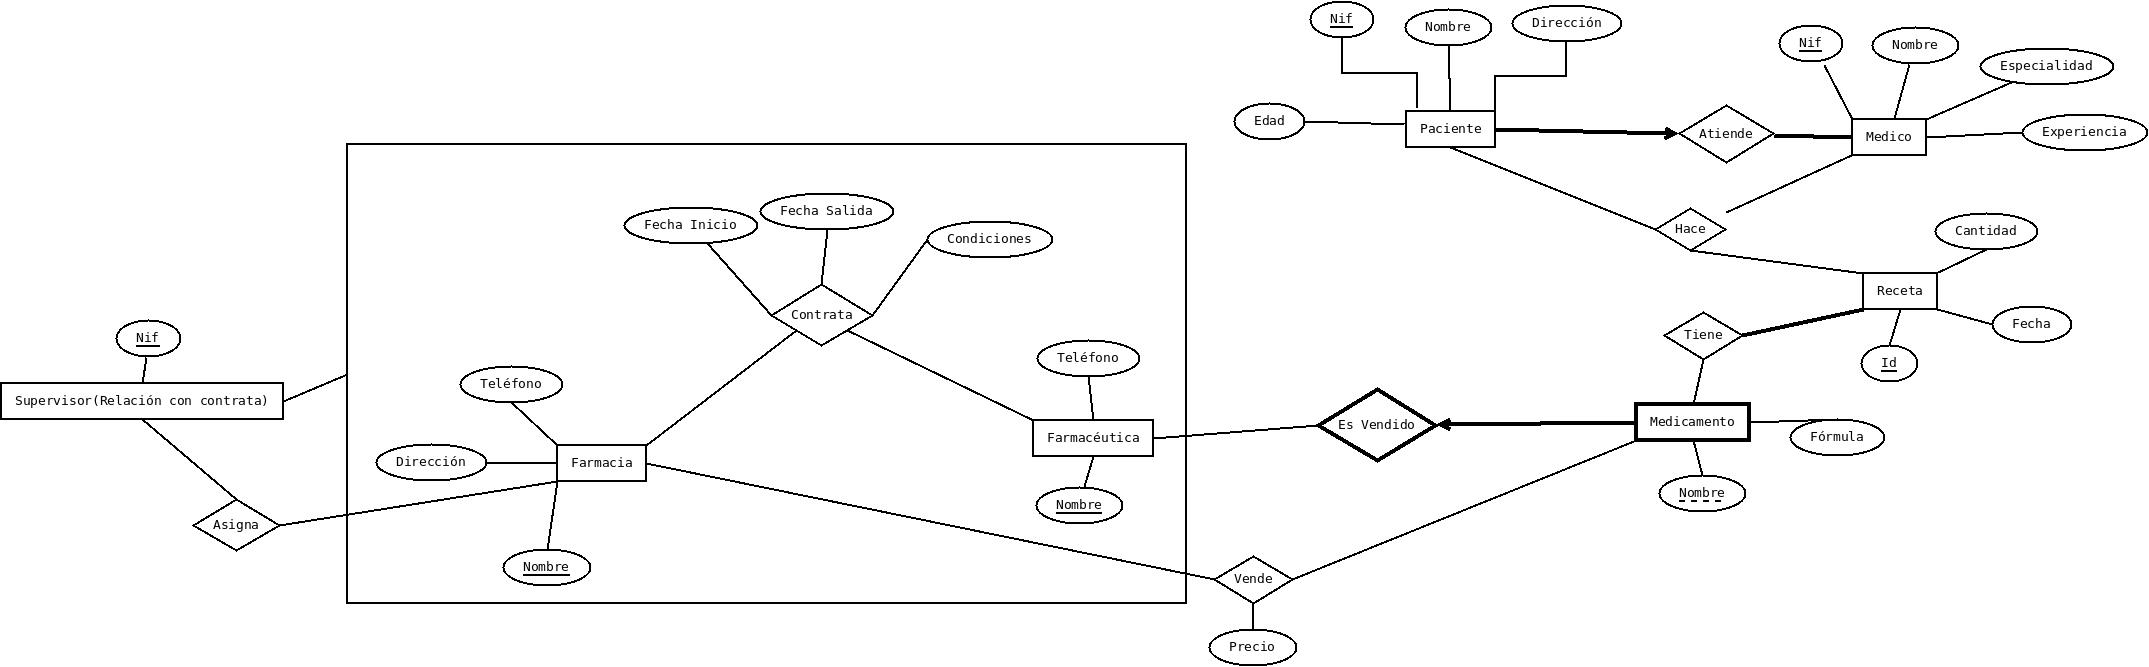 Nif
Nombre
Dirección
Edad
Paciente
Atiende
Nif
Nombre
Especialidad
Medico
Experiencia
Hace
Cantidad
Receta
Tiene
Fecha
Id
Fecha Inicio
Fecha Salida
Condiciones
Contrata
Nif
Supervisor(Relación con contrata)
Teléfono
Dirección
Farmacia
Nombre
Asigna
Teléfono
Farmacéutica
Nombre
Es Vendido
Medicamento
Fórmula
Nombre
Vende
Precio